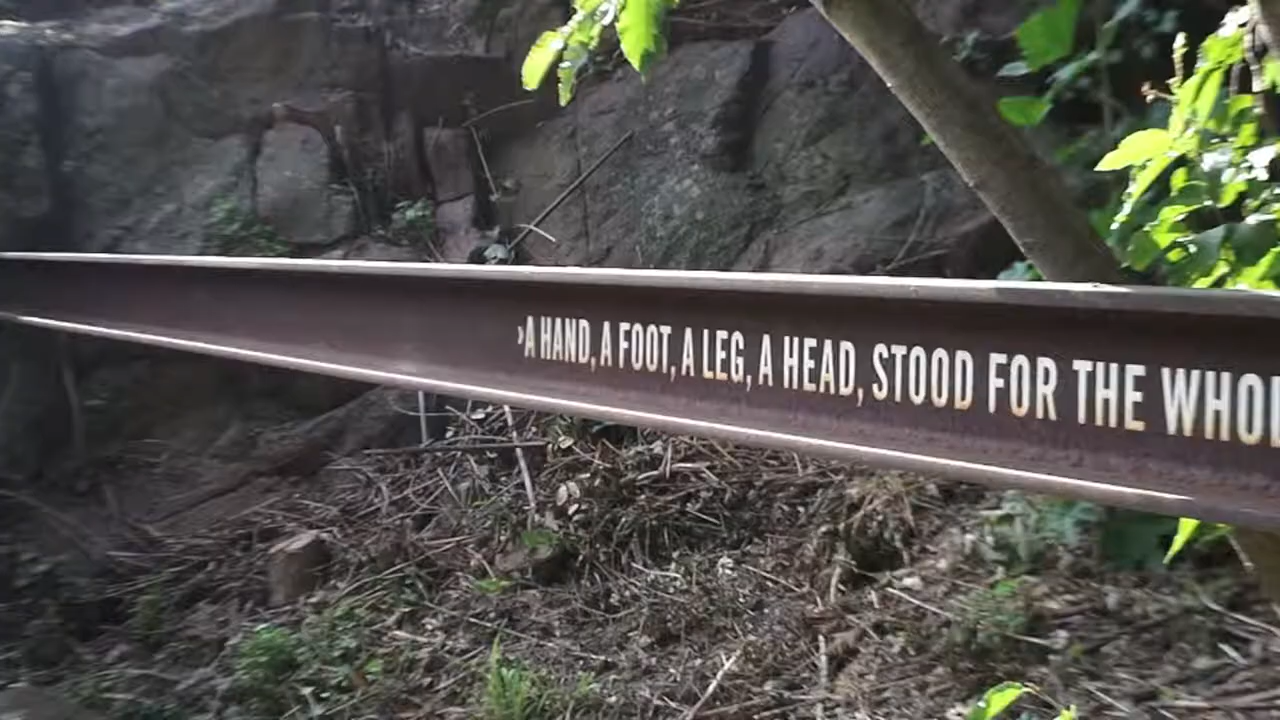 ›A HAND, A FOOT, A LEG, A HEAD, STOOD FOR THE